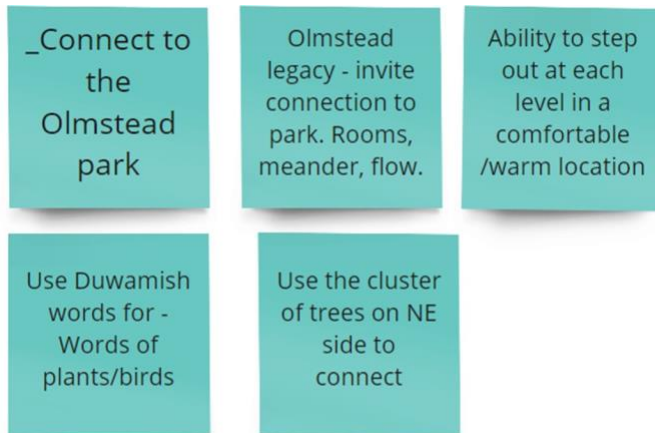 _Connect to
the
Olmstead
park
Olmstead
legacy - invite
connection to
park. Rooms,
meander, flow.
Ability to step
out at each
level in a
comfortable
/warm location
Use Duwamish
words for -
Words of
plants/birds
Use the cluster
of trees on NE
side to
connect